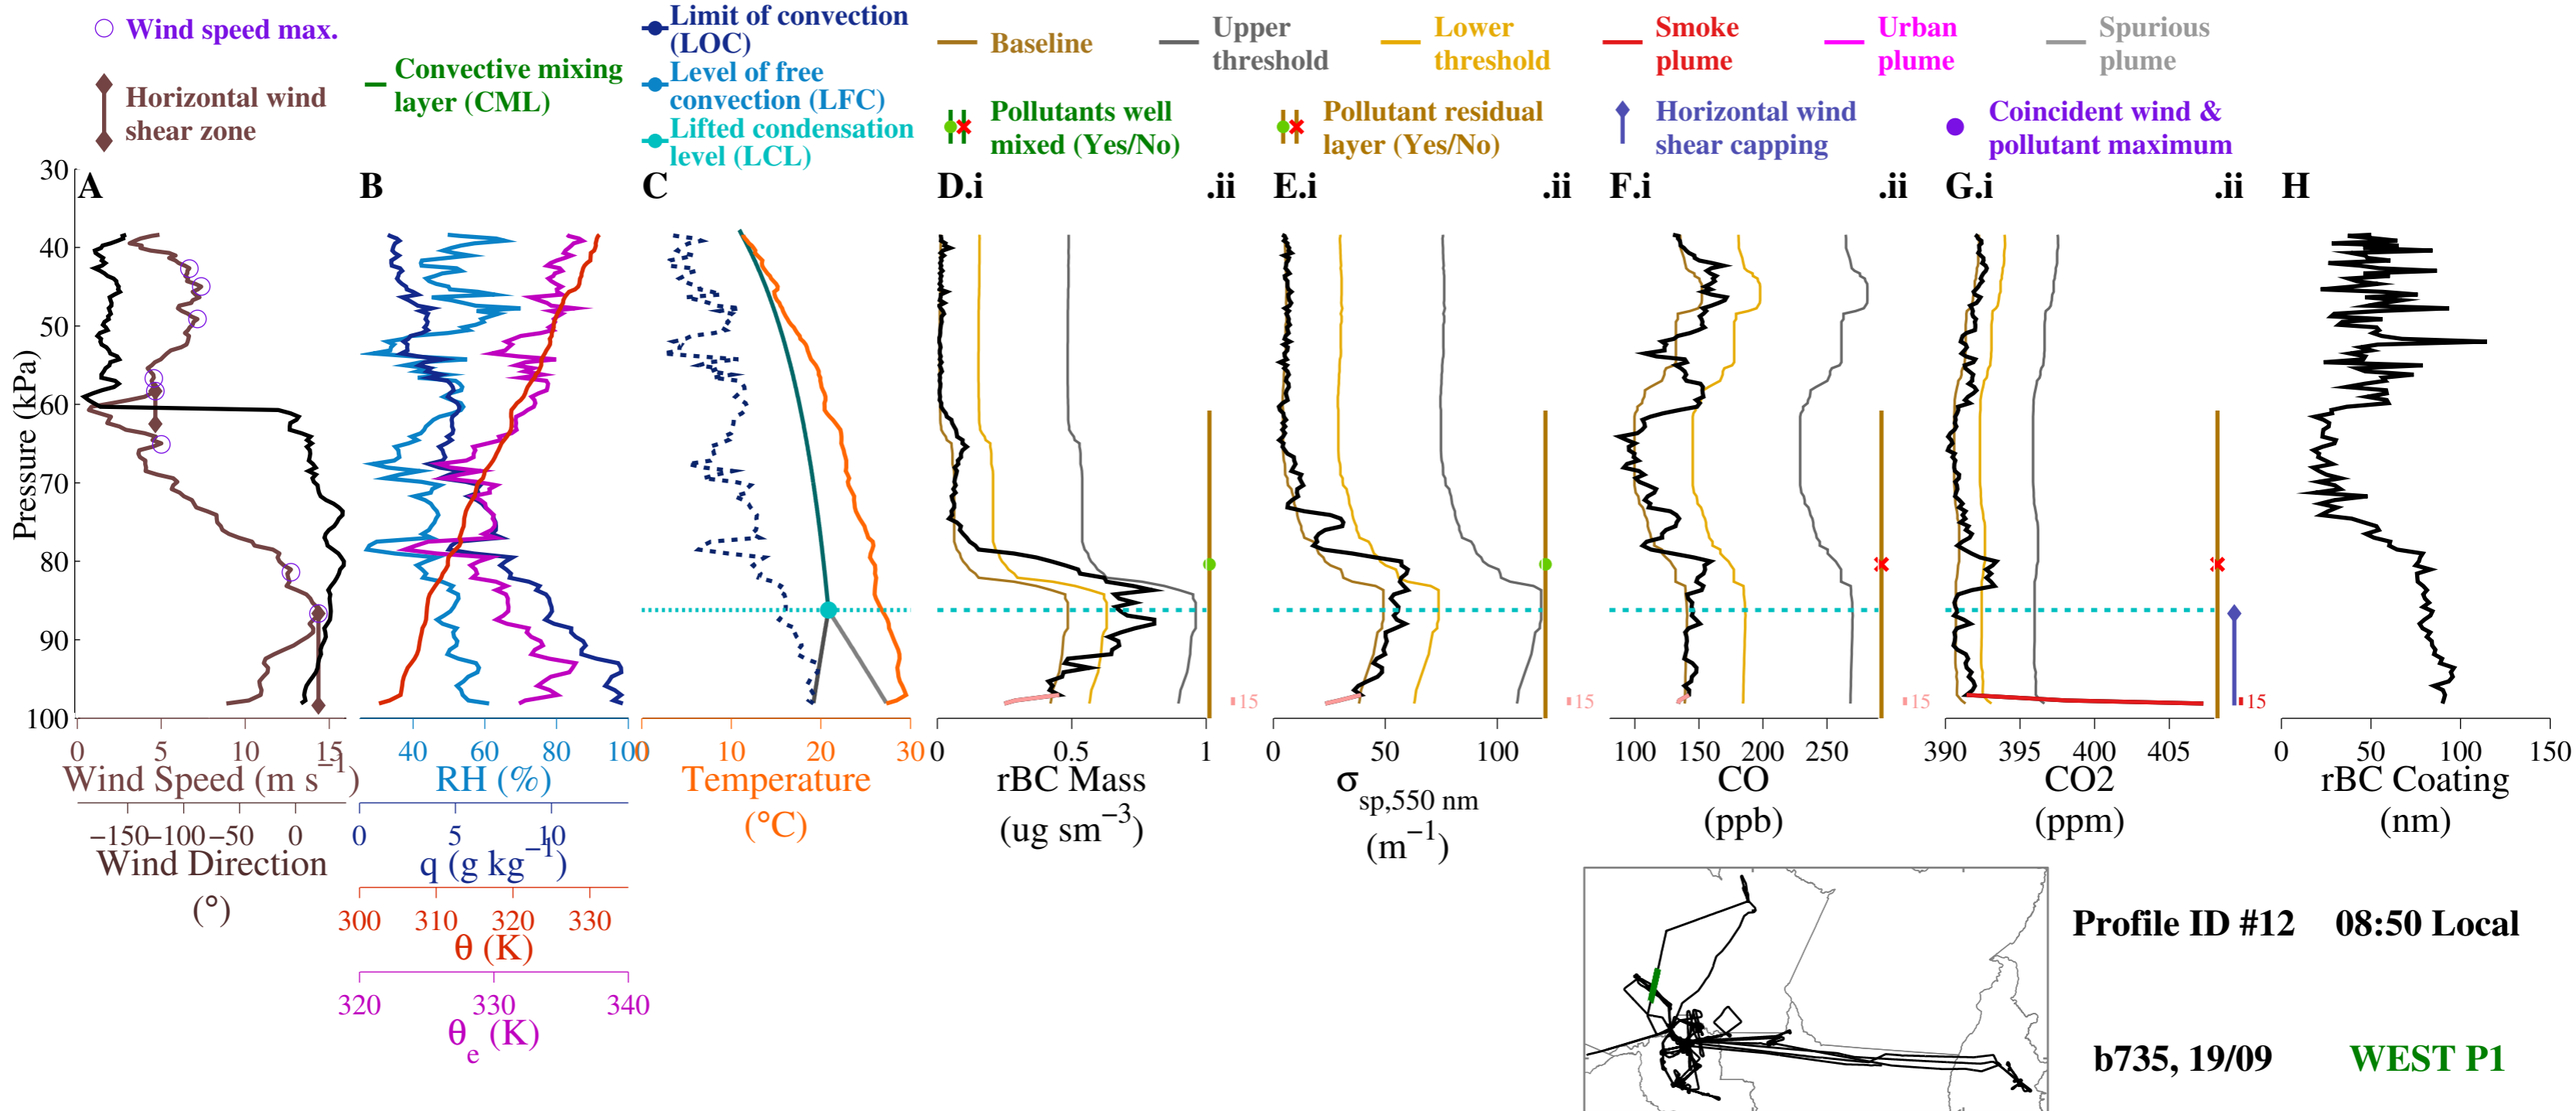 Wind speed max.
Horizontal wind
shear zone
Convective mixing
layer (CML)
Limit of convection
(LOC)
Level of free
convection (LFC)
Lifted condensation
level (LCL)
Baseline
Upper
threshold
Lower
threshold
Smoke
plume
Urban
plume
Spurious
plume
Pollutants well
mixed (Yes/No)
Pollutant residual
layer (Yes/No)
Horizontal wind
shear capping
Coincident wind &
pollutant maximum
A B C D.i .ii E.i .ii F.i .ii G.i .ii H
30
40
50
60
70
80
90
100
Pressure (kPa)
15 15 15 15
0 5 10 15
Wind Speed (m s−1)
−150 −100 −50 0
Wind Direction
(°)
40 60 80 100
RH (%)
0 5 10
q (g kg−1)
300 310 320 330
θ (K)
320 330 340
θe (K)
0 10 20 30
Temperature
(°C)
0 0.5 1
rBC Mass
(ug sm−3)
0 50 100
σsp,550 nm
(m−1)
100 150 200 250
CO
(ppb)
390 395 400 405
CO2
(ppm)
0 50 100 150
rBC Coating
(nm)
Profile ID #12 08:50 Local
b735, 19/09 WEST P1